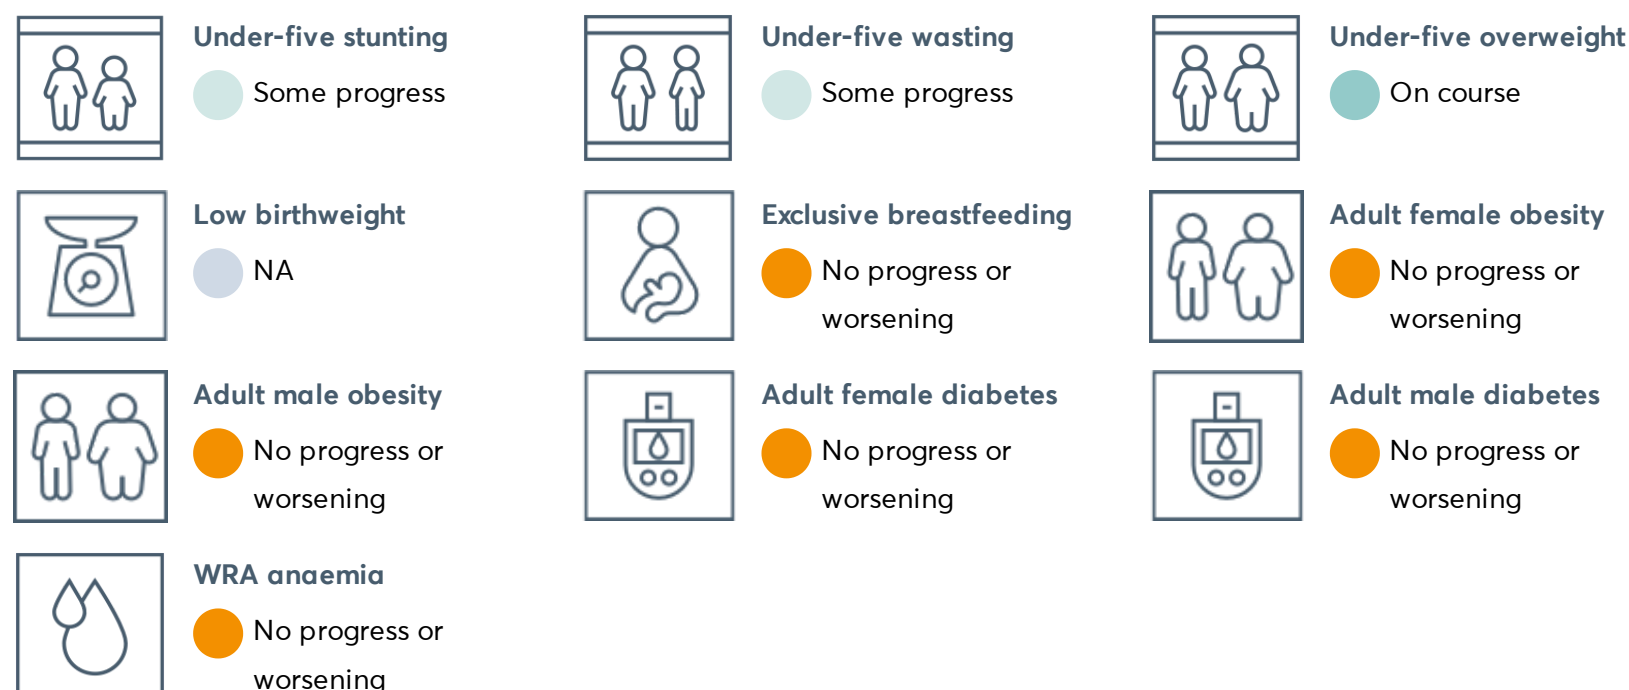 Under-five stunting
Some progress
Under-five wasting
Some progress
Under-five overweight
On course
Low birthweight
NA
Exclusive breastfeeding
No progress or
worsening
Adult female obesity
No progress or
worsening
Adult male obesity
No progress or
worsening
Adult female diabetes
No progress or
worsening
Adult male diabetes
No progress or
worsening
WRA anaemia
No progress or
worsening